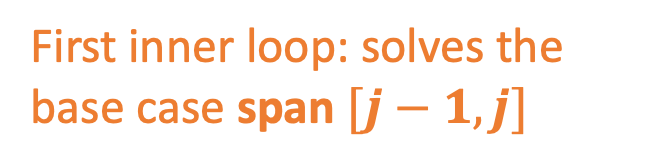 First inner loop: solves the
base case span [j − 1, j]